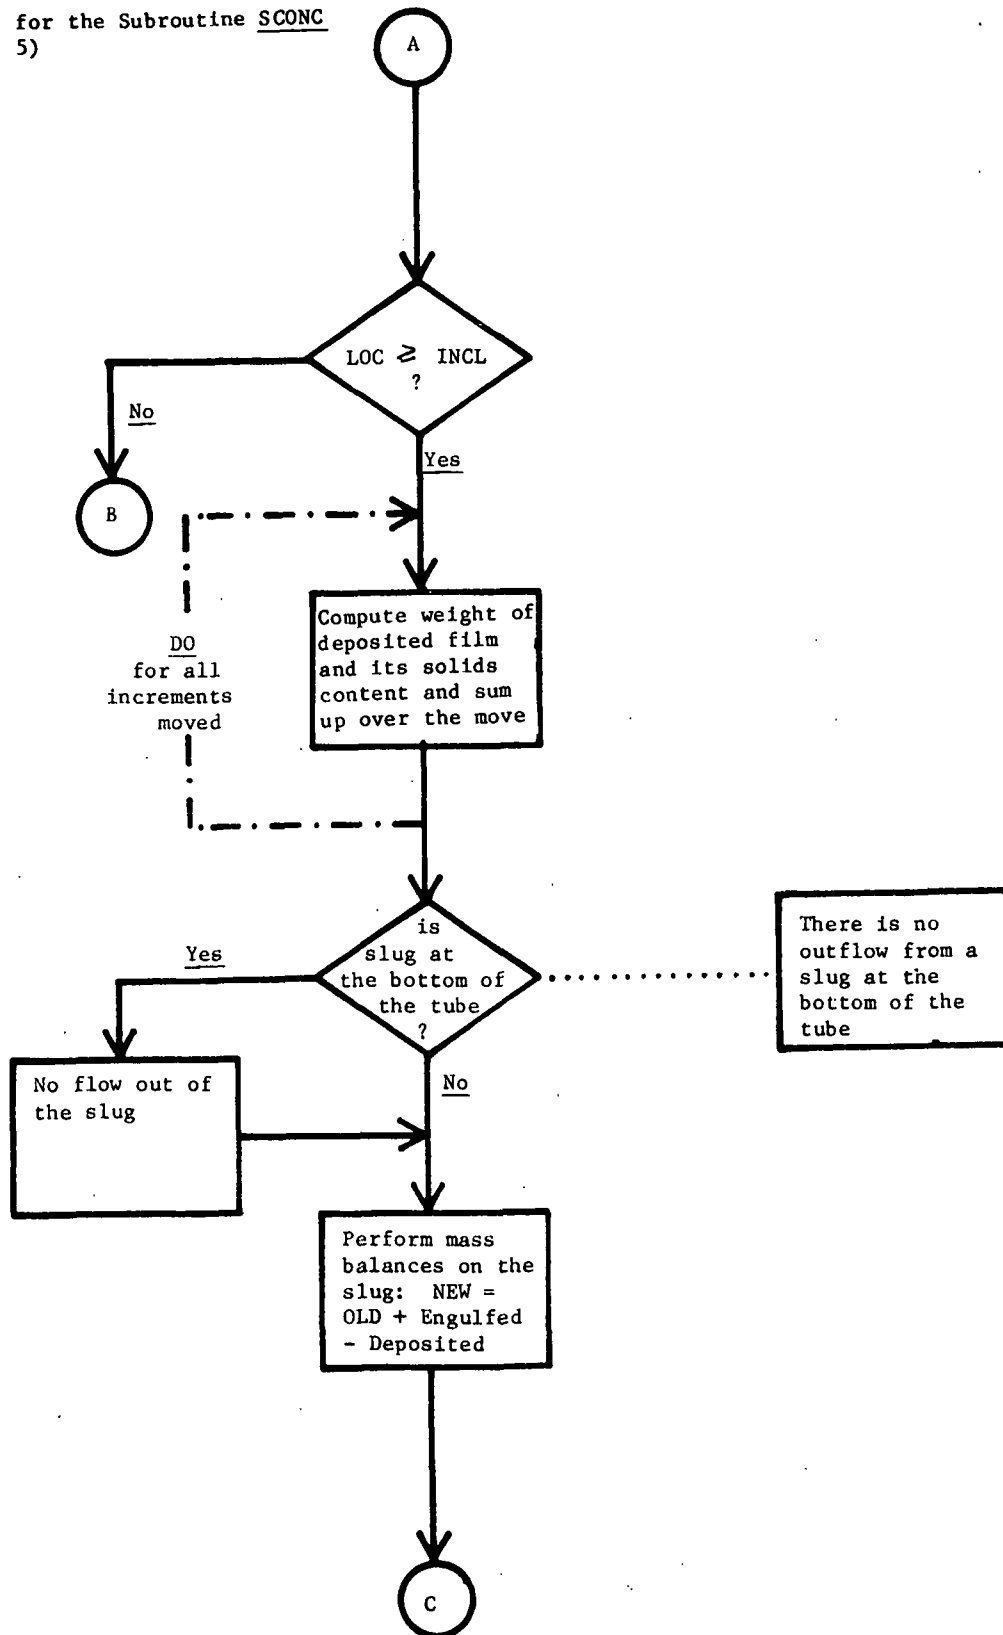 for the Subroutine SCONC
5)
A
LOC ≥ INCL
?
No
Yes
B
DO
for all
increments
moved
Compute weight of
deposited film
and its solids
content and sum
up over the move
is
slug at
the bottom of
the tube
?
Yes
There is no
outflow from a
slug at the
bottom of the
tube
No flow out of
the slug
No
Perform mass
balances on the
slug: NEW =
OLD + Engulfed
- Deposited
C